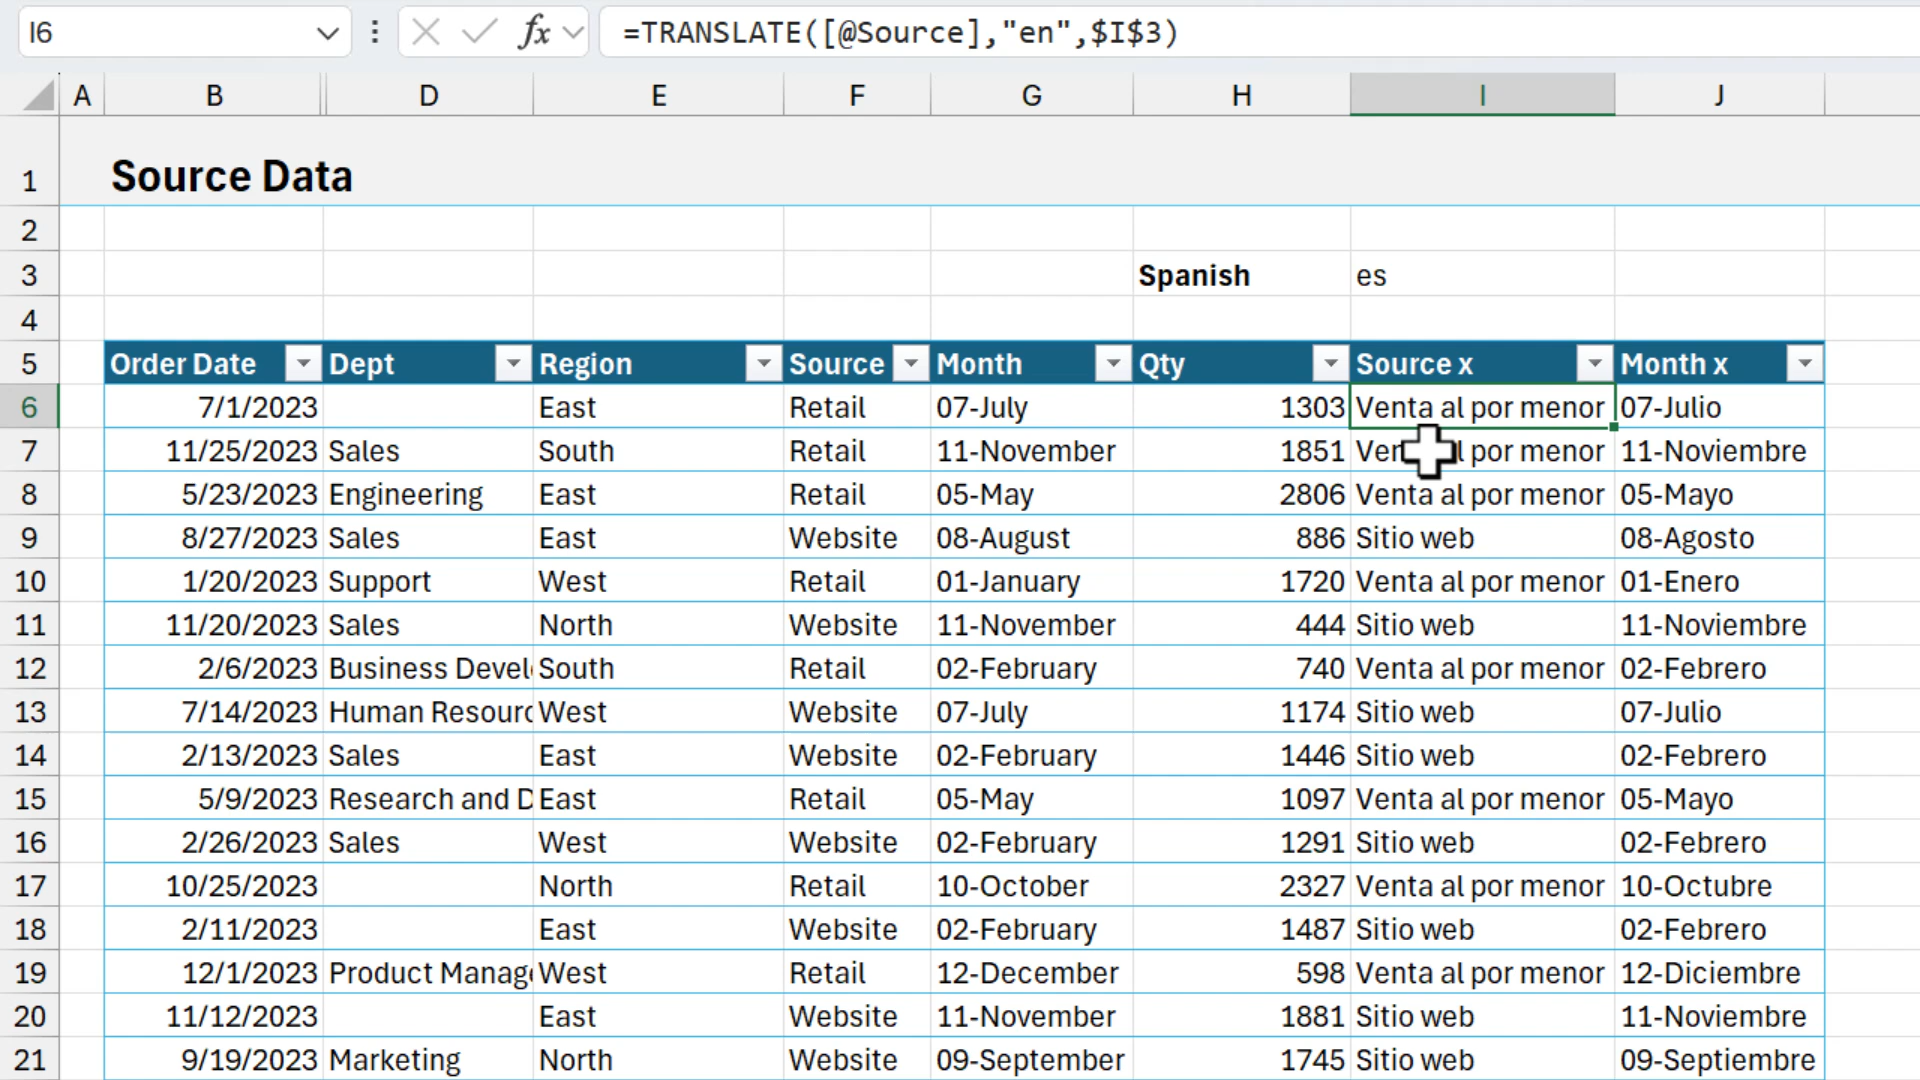 I6 fx =TRANSLATE([@Source],"en",$I$3)
A B D E F G H I J
1 Source Data
2
3 Spanish es
4
5 Order Date Dept Region Source Month Qty Source x Month x
6 7/1/2023 East Retail 07-July 1303 Venta al por menor 07-Julio
7 11/25/2023 Sales South Retail 11-November 1851 por menor 11-Noviembre
8 5/23/2023 Engineering East Retail 05-May 2806 Venta al por menor 05-Mayo
9 8/27/2023 Sales East Website 08-August 886 Sitio web 08-Agosto
10 1/20/2023 Support West Retail 01-January 1720 Venta al por menor 01-Enero
11 11/20/2023 Sales North Website 11-November 444 Sitio web 11-Noviembre
12 2/6/2023 Business Devel South Retail 02-February 740 Venta al por menor 02-Febrero
13 7/14/2023 Human Resourc West Website 07-July 1174 Sitio web 07-Julio
14 2/13/2023 Sales East Website 02-February 1446 Sitio web 02-Febrero
15 5/9/2023 Research and D East Retail 05-May 1097 Venta al por menor 05-Mayo
16 2/26/2023 Sales West Website 02-February 1291 Sitio web 02-Febrero
17 10/25/2023 North Retail 10-October 2327 Venta al por menor 10-Octubre
18 2/11/2023 East Website 02-February 1487 Sitio web 02-Febrero
19 12/1/2023 Product Manag West Retail 12-December 598 Venta al por menor 12-Diciembre
20 11/12/2023 East Website 11-November 1881 Sitio web 11-Noviembre
21 9/19/2023 Marketing North Website 09-September 1745 Sitio web 09-Septiembre